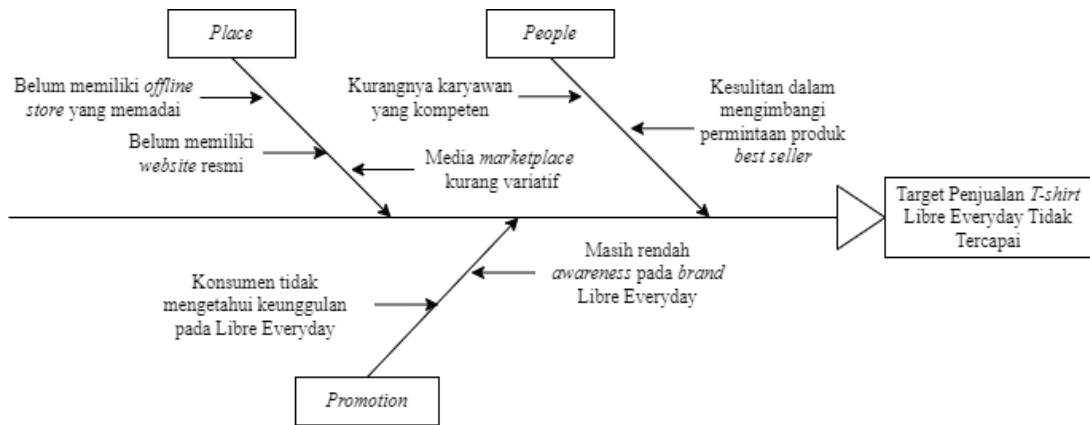 Place
People
Belum memiliki offline
store yang memadai
Belum memiliki
website resmi
Media marketplace
kurang variatif
Kurangnya karyawan
yang kompeten
Kesulitan dalam
mengimbangi
permintaan produk
best seller
Target Penjualan T-shirt
Libre Everyday Tidak
Tercapai
Konsumen tidak
mengetahui keunggulan
pada Libre Everyday
Masih rendah
awareness pada brand
Libre Everyday
Promotion